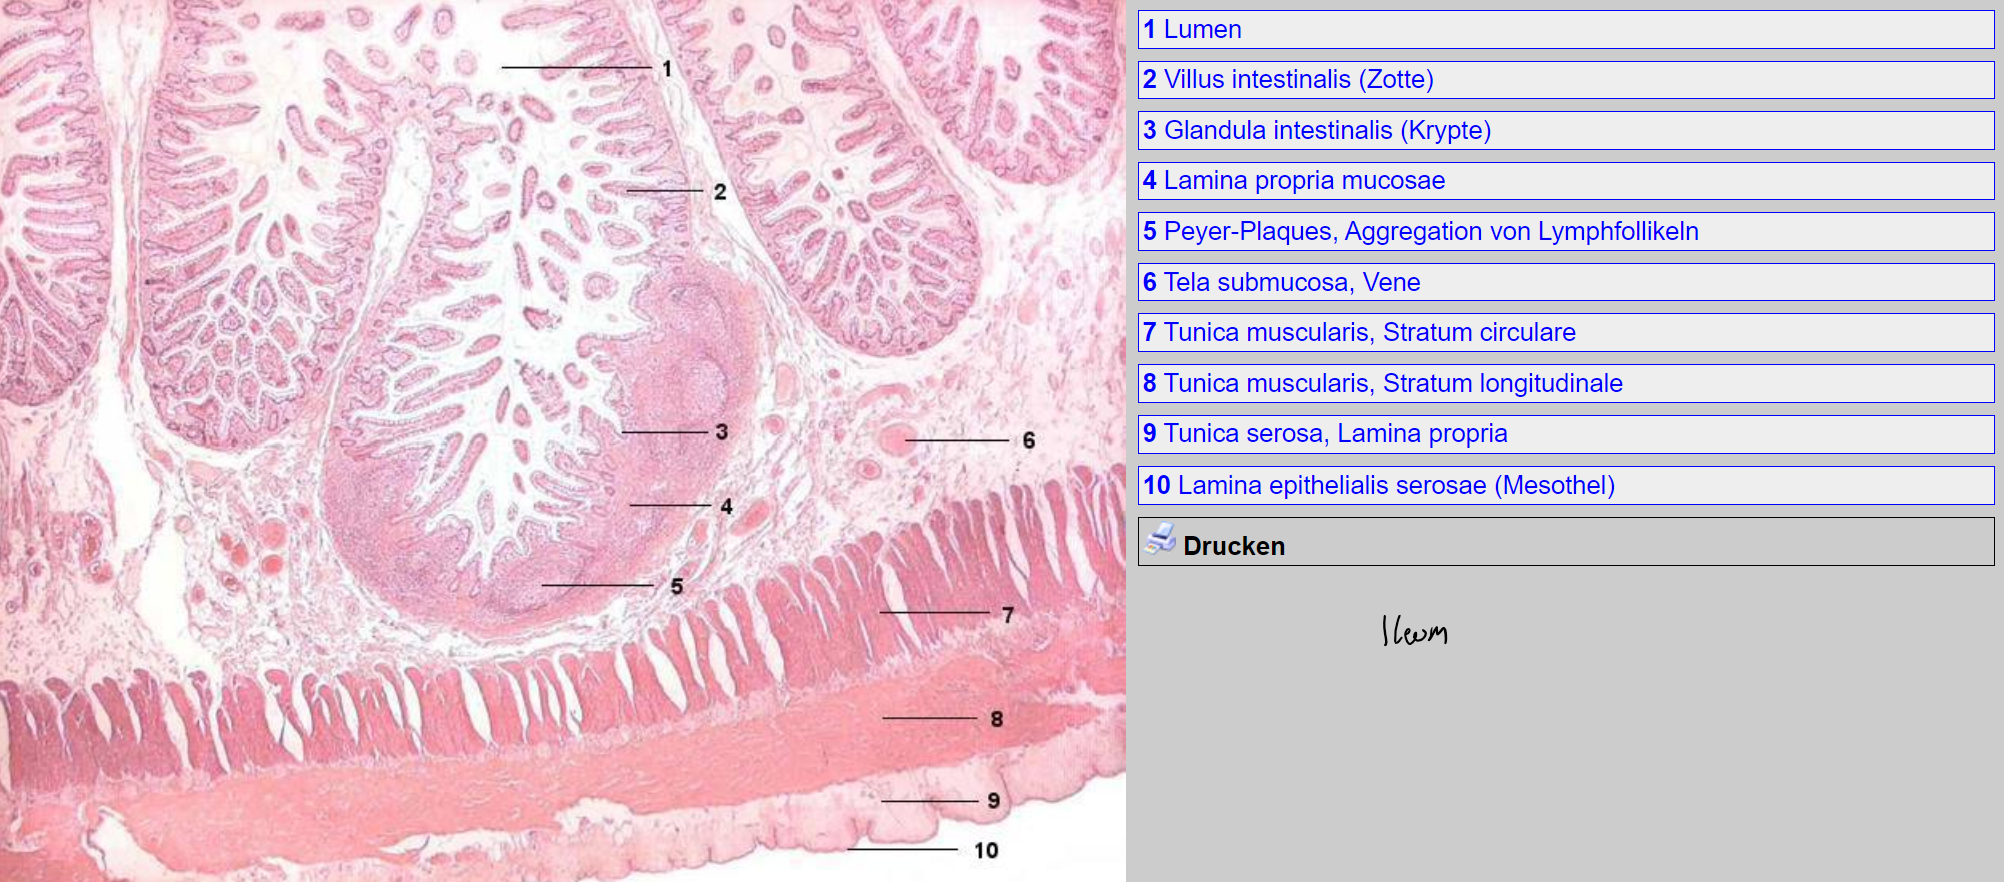 1
2
3
4
5
6
7
8
9
10
1 Lumen
2 Villus intestinalis (Zotte)
3 Glandula intestinalis (Krypte)
4 Lamina propria mucosae
5 Peyer-Plaques, Aggregation von Lymphfollikeln
6 Tela submucosa, Vene
7 Tunica muscularis, Stratum circulare
8 Tunica muscularis, Stratum longitudinale
9 Tunica serosa, Lamina propria
10 Lamina epithelialis serosae (Mesothel)
Drucken
Ileum